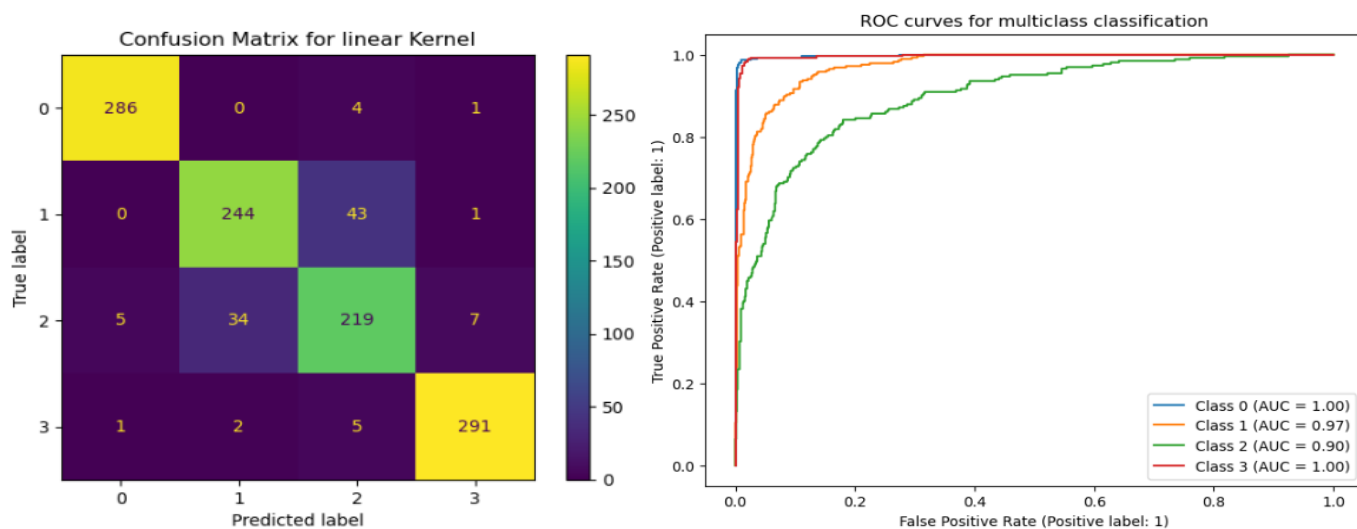 Confusion Matrix for linear Kernel
True label
0
286 0 4 1
1
0 244 43 1
2
5 34 219 7
3
1 2 5 291
0 1 2 3
Predicted label
250
200
150
100
50
0
ROC curves for multiclass classification
True Positive Rate (Positive label: 1)
1.0
0.8
0.6
0.4
0.2
0.0
0.0 0.2 0.4 0.6 0.8 1.0
False Positive Rate (Positive label: 1)
Class 0 (AUC = 1.00)
Class 1 (AUC = 0.97)
Class 2 (AUC = 0.90)
Class 3 (AUC = 1.00)